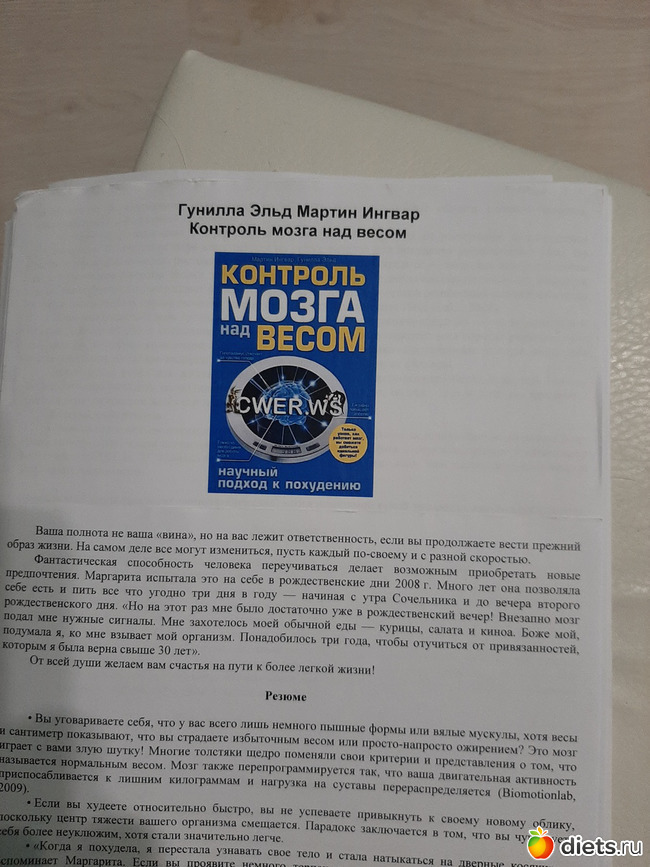 Гунилла Эльд Мартин Ингвар
Контроль мозга над весом
Мартин Ингвар, Гунилла Эльд
КОНТРОЛЬ
МОЗГА
над ВЕСОМ
CWER.WS
Только
узнав, как
работает мозг,
вы сможете
добиться
идеальной
фигуры!
научный
подход к похудению
Ваша полнота не ваша «вина», но на вас лежит ответственность, если вы продолжаете вести прежний
образ жизни. На самом деле все могут измениться, пусть каждый по-своему и с разной скоростью.
Фантастическая способность человека переучиваться делает возможным приобретать новые
предпочтения. Маргарита испытала это на себе в рождественские дни 2008 г. Много лет она позволяла
себе есть и пить все что угодно три дня в году — начиная с утра Сочельника и до вечера второго
рождественского дня. «Но на этот раз мне было достаточно уже в рождественский вечер! Внезапно мозг
подал мне нужные сигналы. Мне захотелось моей обычной еды — курицы, салата и киноа. Боже мой,
подумала я, ко мне взывает мой организм. Понадобилось три года, чтобы отучиться от привязанностей,
которым я была верна свыше 30 лет».
От всей души желаем вам счастья на пути к более легкой жизни!
Резюме
• Вы уговариваете себя, что у вас всего лишь немного пышные формы или вялые мускулы, хотя весы
и сантиметр показывают, что вы страдаете избыточным весом или просто-напросто ожирением? Это мозг
играет с вами злую шутку! Многие толстяки щедро поменяли свои критерии и представления о том, что
называется нормальным весом. Мозг также перепрограммируется так, что ваша двигательная активность
приспосабливается к лишним килограммам и нагрузка на суставы перераспределяется (Biomotionlab,
2009).
• Если вы худеете относительно быстро, вы не успеваете привыкнуть к своему новому облику,
поскольку центр тяжести вашего организма смещается. Парадокс заключается в том, что вы чувствуете
себя более неуклюжим, хотя стали значительно легче.
• «Когда я похудела, я перестала узнавать свое тело и стала натыкаться на дверные косяки»,
вспоминает Маргарита. Если вы проявите немного
diets.ru